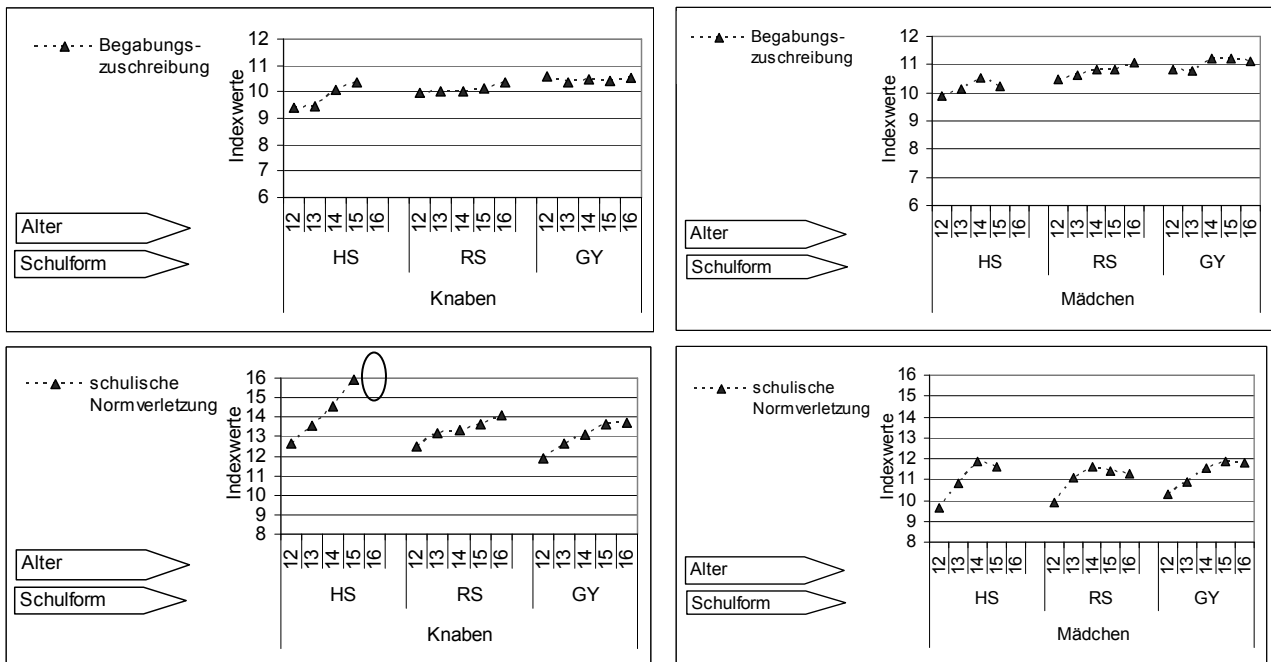 Begabungs-
zuschreibung
Indexwerte
12
11
10
9
8
7
6
12 13 14 15 16 12 13 14 15 16 12 13 14 15 16
HS RS GY
Knaben
Alter
Schulform
Begabungs-
zuschreibung
Indexwerte
12
11
10
9
8
7
6
12 13 14 15 16 12 13 14 15 16 12 13 14 15 16
HS RS GY
Mädchen
Alter
Schulform
schulische
Normverletzung
Indexwerte
16
15
14
13
12
11
10
9
8
12 13 14 15 16 12 13 14 15 16 12 13 14 15 16
HS RS GY
Knaben
Alter
Schulform
schulische
Normverletzung
Indexwerte
16
15
14
13
12
11
10
9
8
12 13 14 15 16 12 13 14 15 16 12 13 14 15 16
HS RS GY
Mädchen
Alter
Schulform